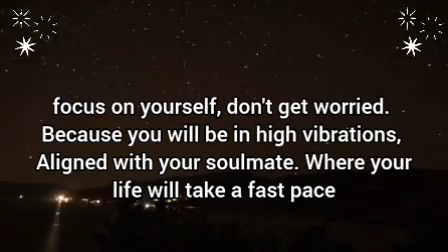 focus on yourself, don't get worried.
Because you will be in high vibrations,
Aligned with your soulmate. Where your
life will take a fast pace